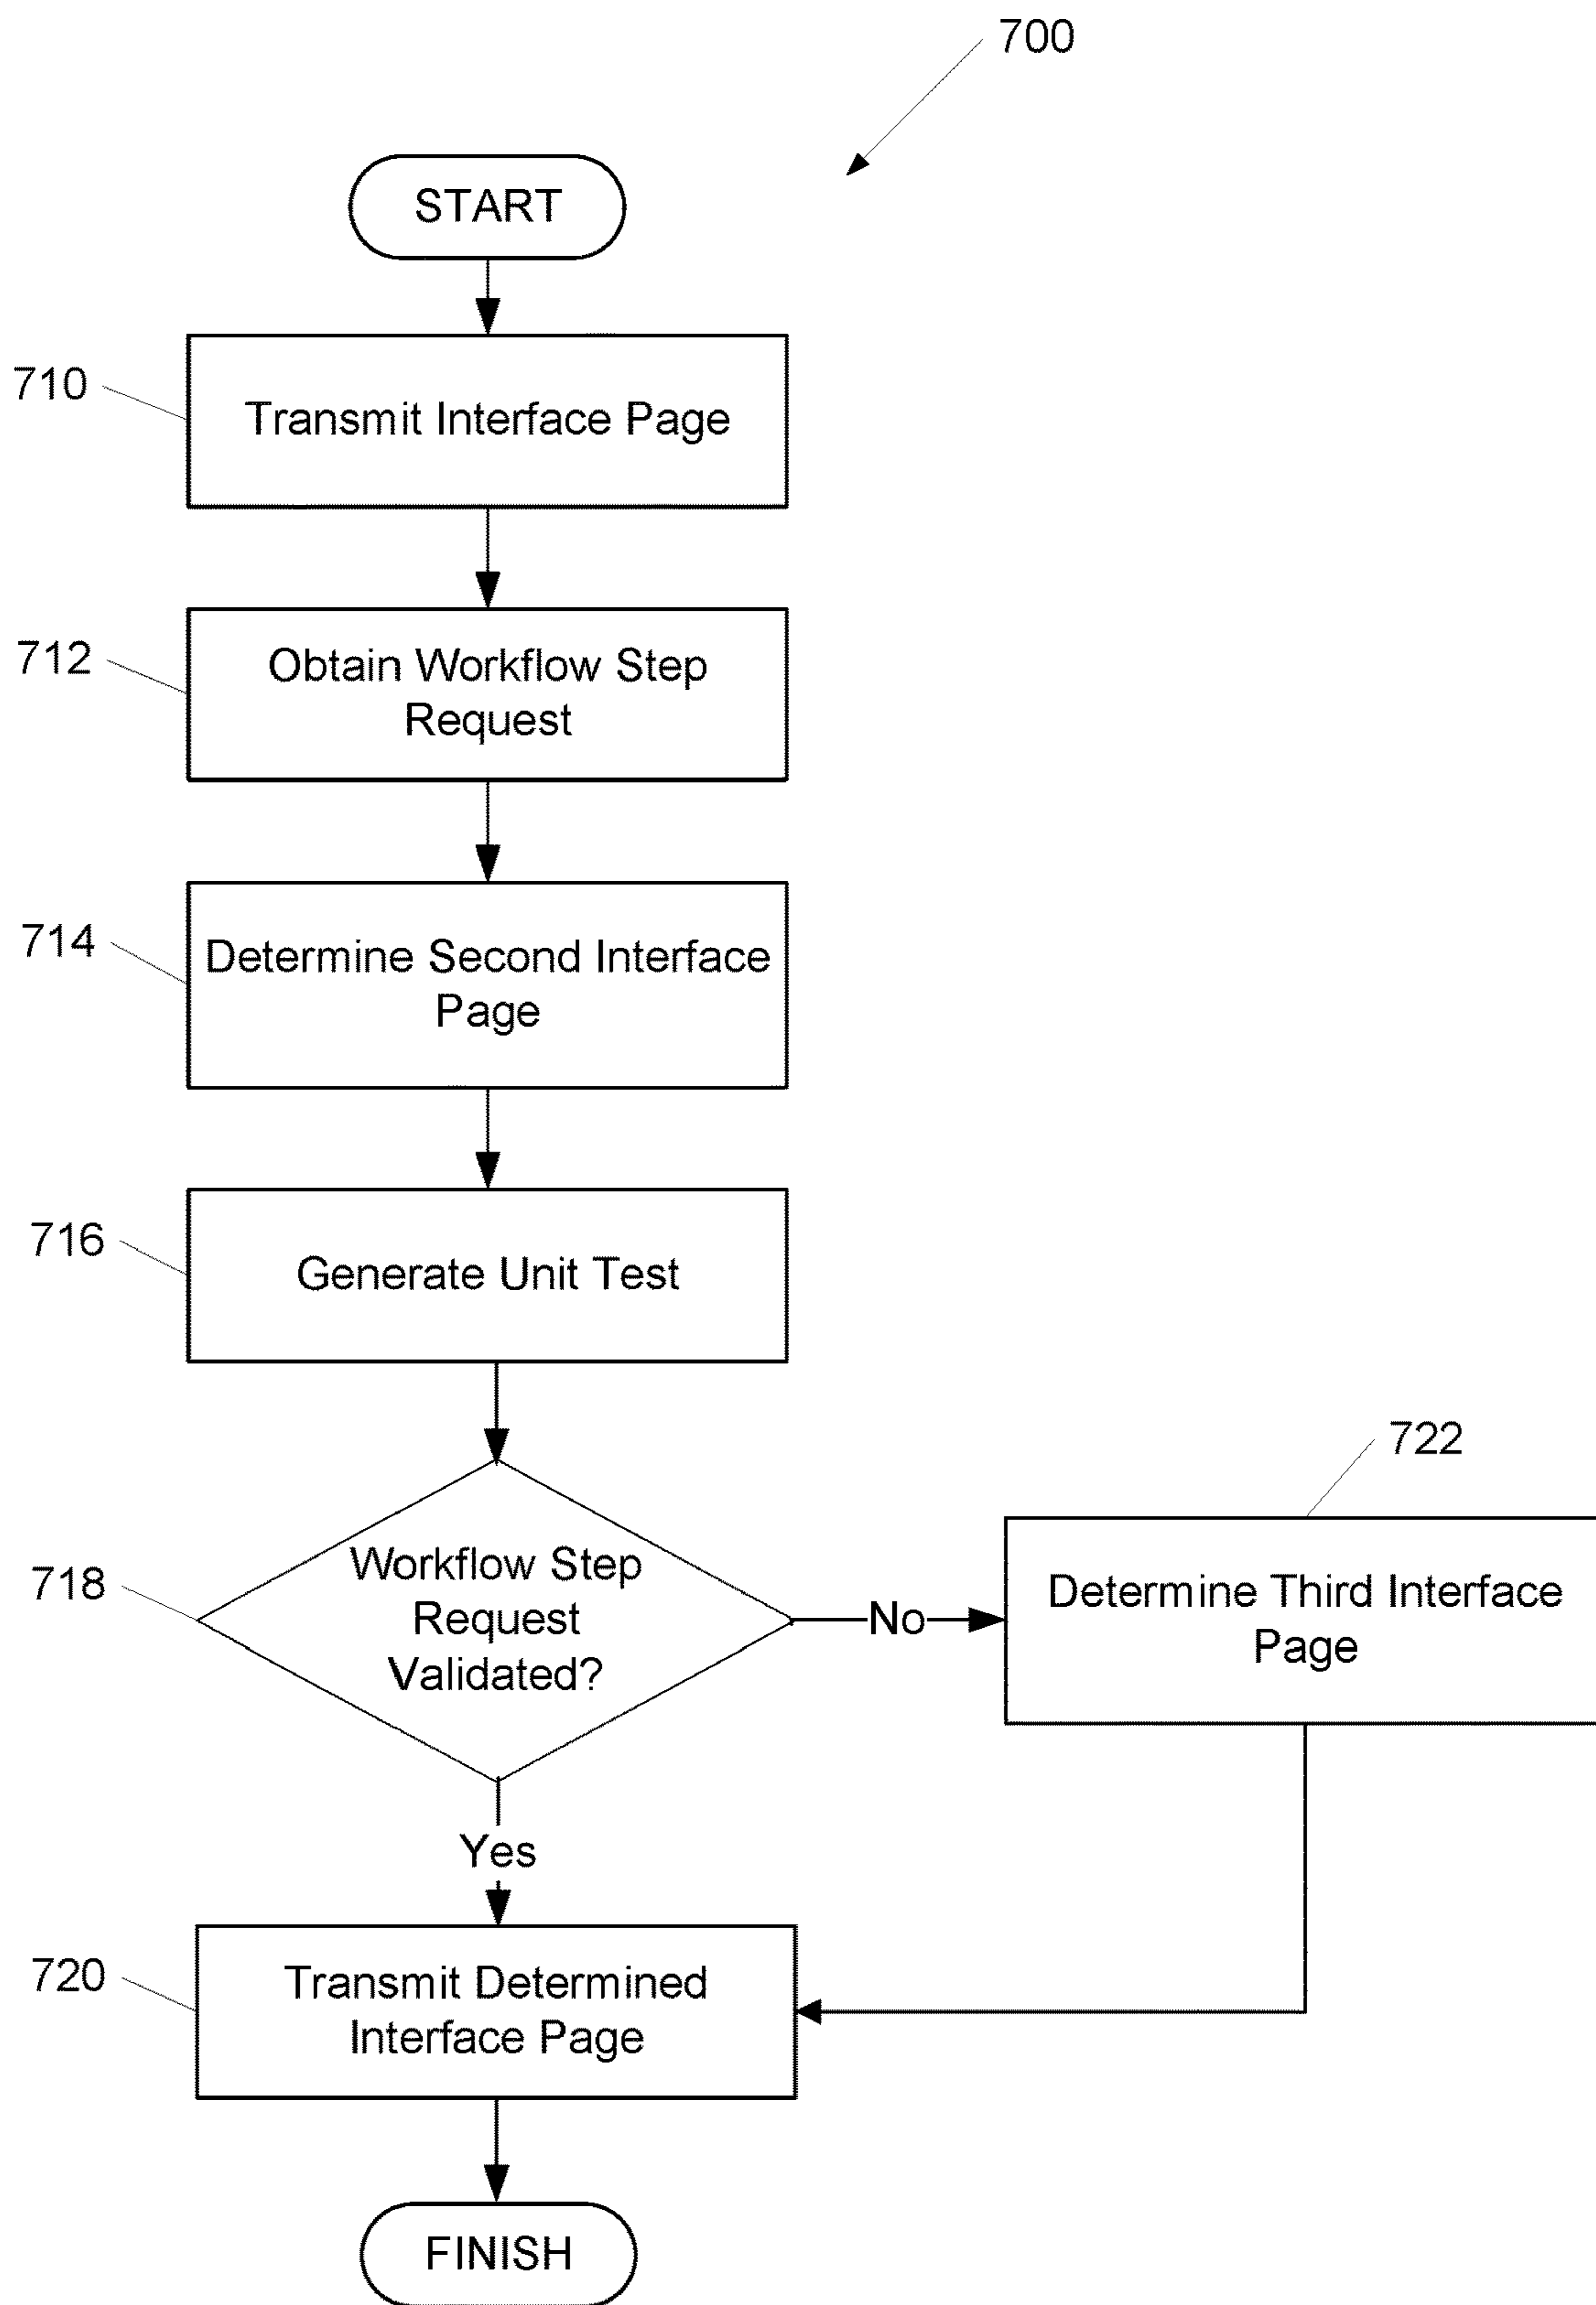 700
START
710
Transmit Interface Page
712
Obtain Workflow Step
Request
714
Determine Second Interface
Page
716
Generate Unit Test
722
718
Workflow Step
Request
Validated?
No
Determine Third Interface
Page
Yes
720
Transmit Determined
Interface Page
FINISH